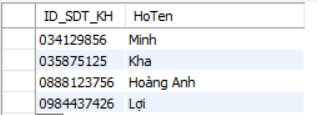 ID_SDT_KH HoTen
034129856 Minh
035875125 Kha
0888123756 Hoàng Anh
0984437426 Lợi